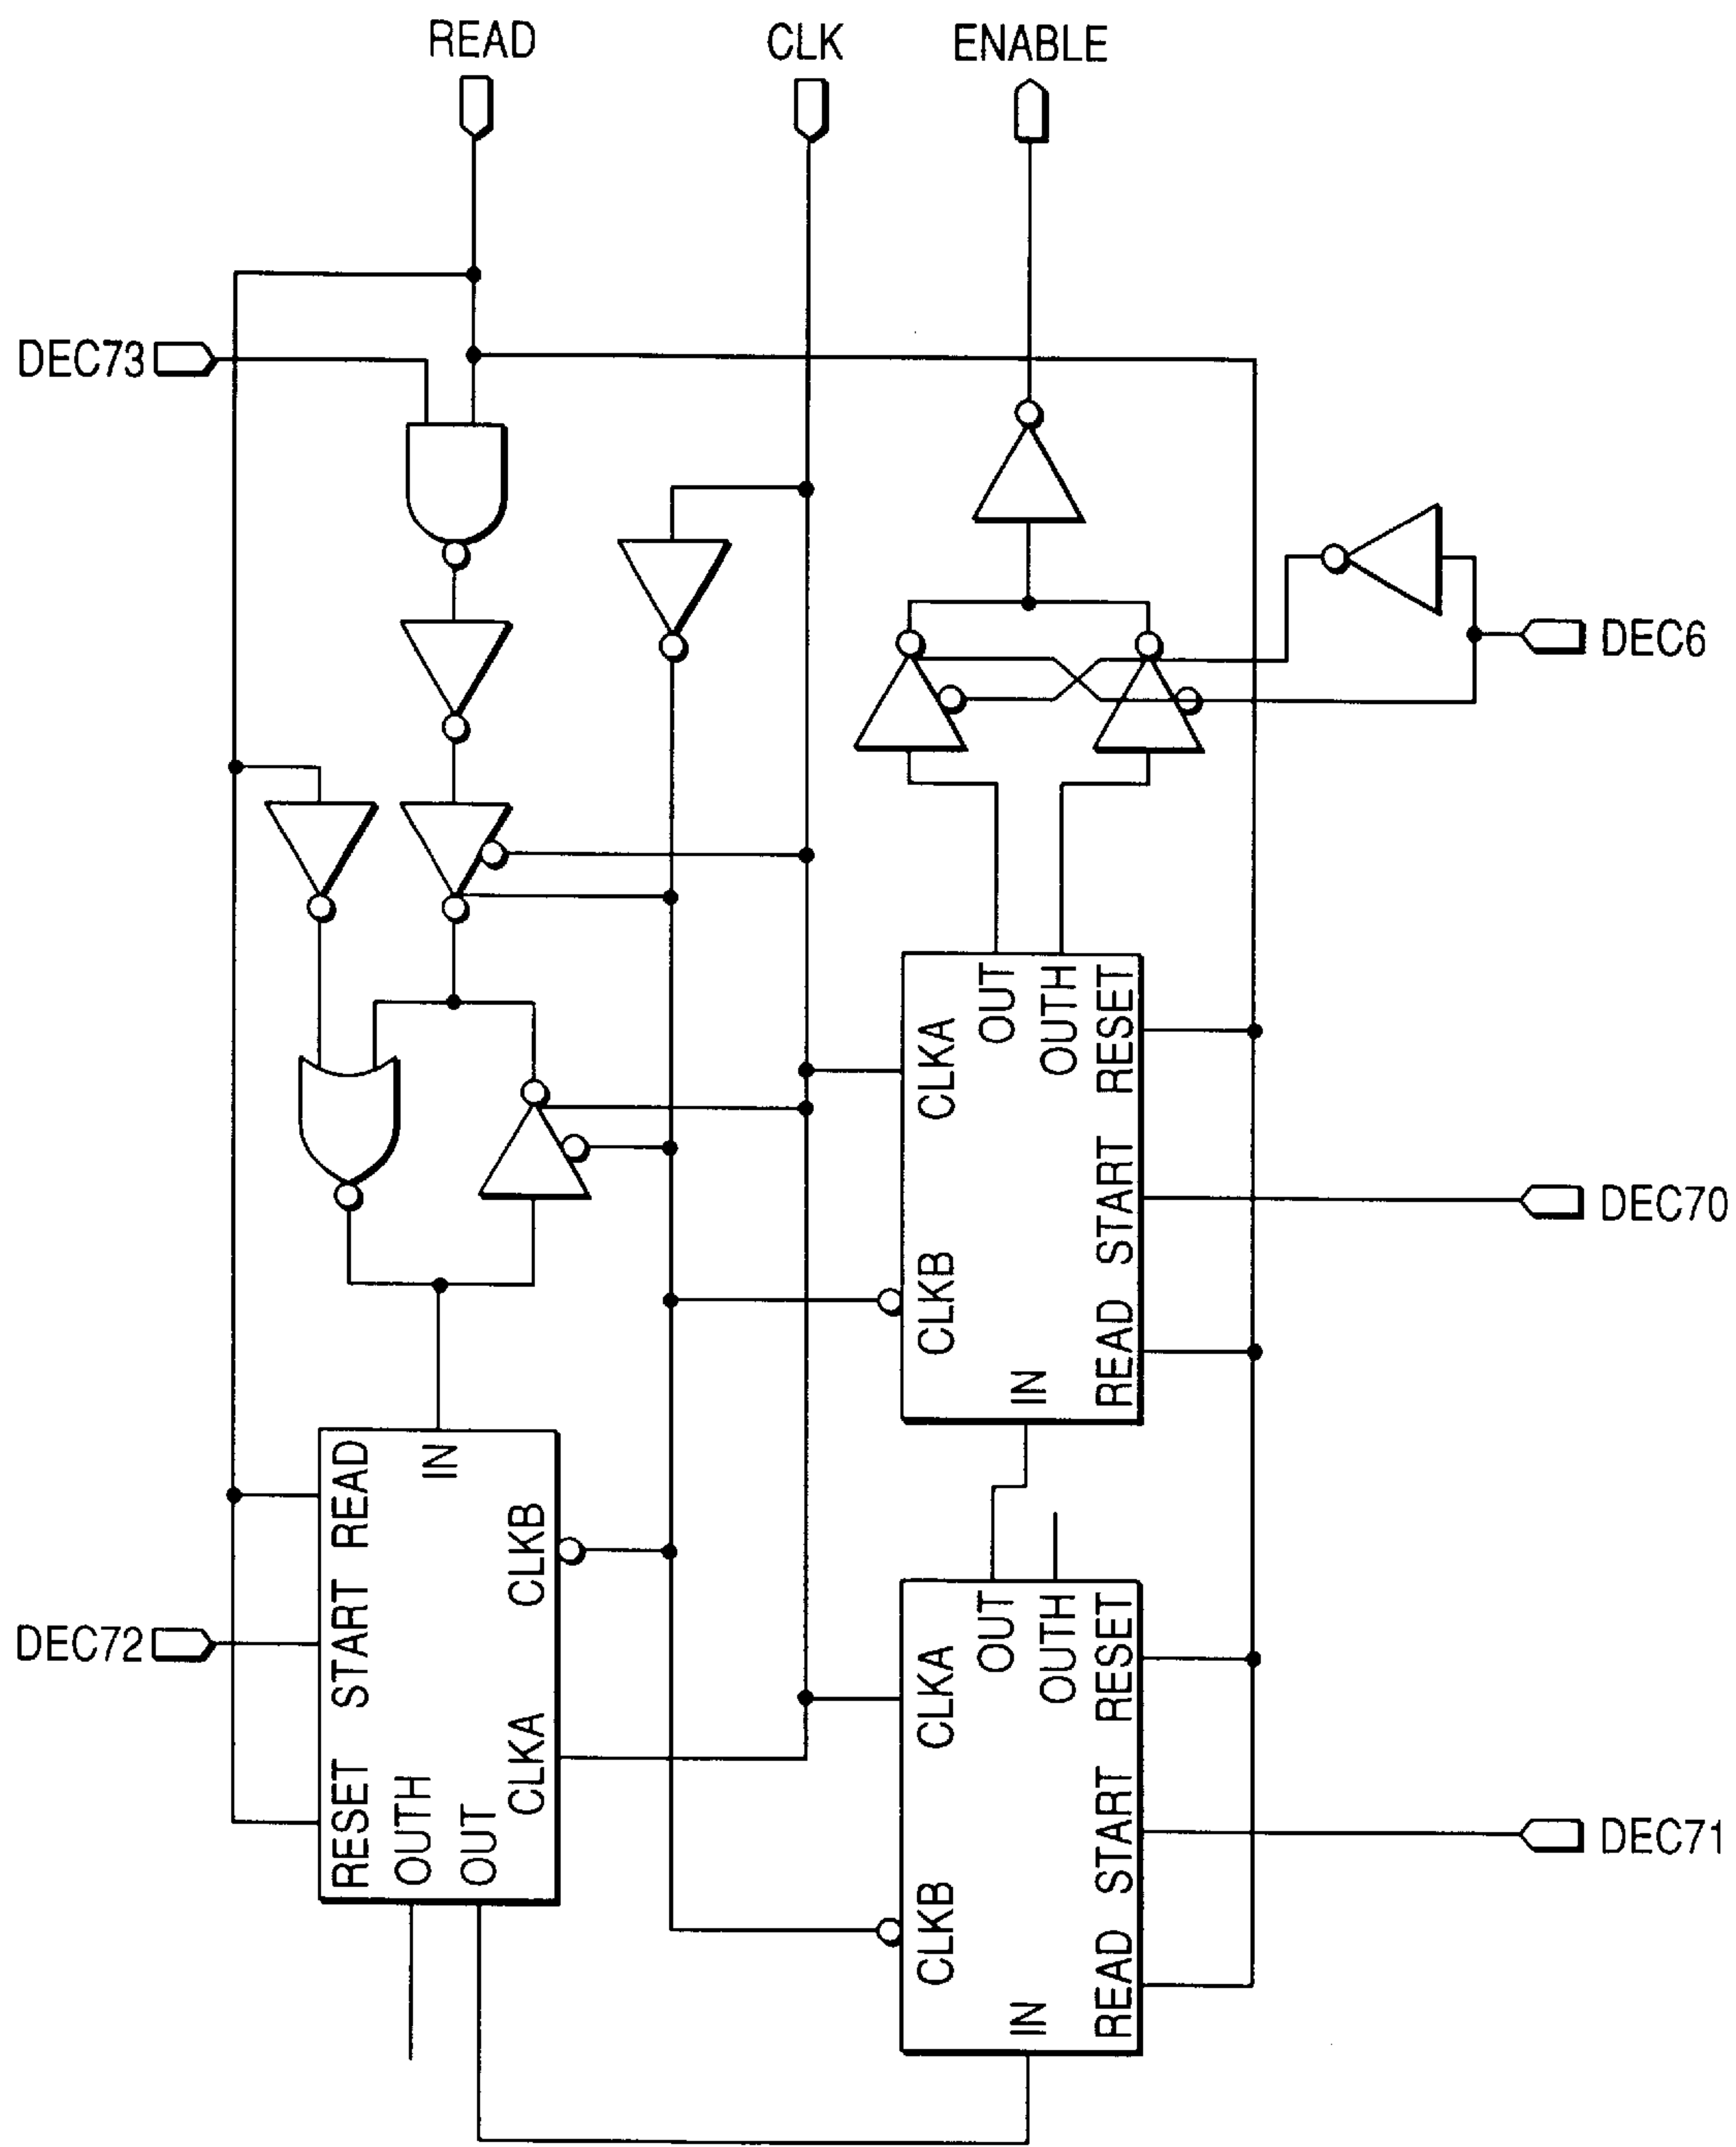 READ
CLK
ENABLE
DEC73
DEC6
OUT
OUTH
RESET
CLKA
START
DEC70
CLKB
READ
IN
READ
IN
CLKB
START
DEC72
CLKA
RESET
OUTH
OUT
OUT
OUTH
RESET
CLKA
START
DEC71
CLKB
READ
IN